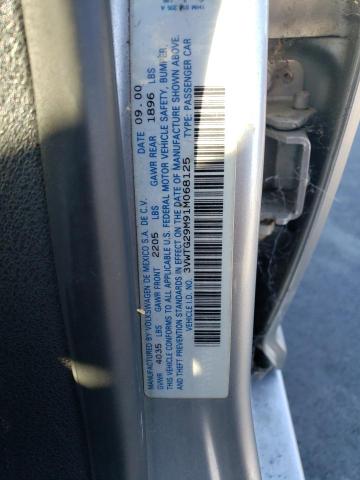 MANUFACTURED BY VOLKSWAGEN DE MEXICO S.A. DE C.V. DATE 09.00
GVWR 4035 LBS GAWR FRONT 2205 LBS GAWR REAR 1896 LBS
THIS VEHICLE CONFORMS TO ALL APPLICABLE U.S. FEDERAL MOTOR VEHICLE SAFETY, BUMPER,
AND THEFT PREVENTION STANDARDS IN EFFECT ON THE DATE OF MANUFACTURE SHOWN ABOVE.
VEHICLE I.D. NO. 3VWTG29M91M068125 TYPE: PASSENGER CAR